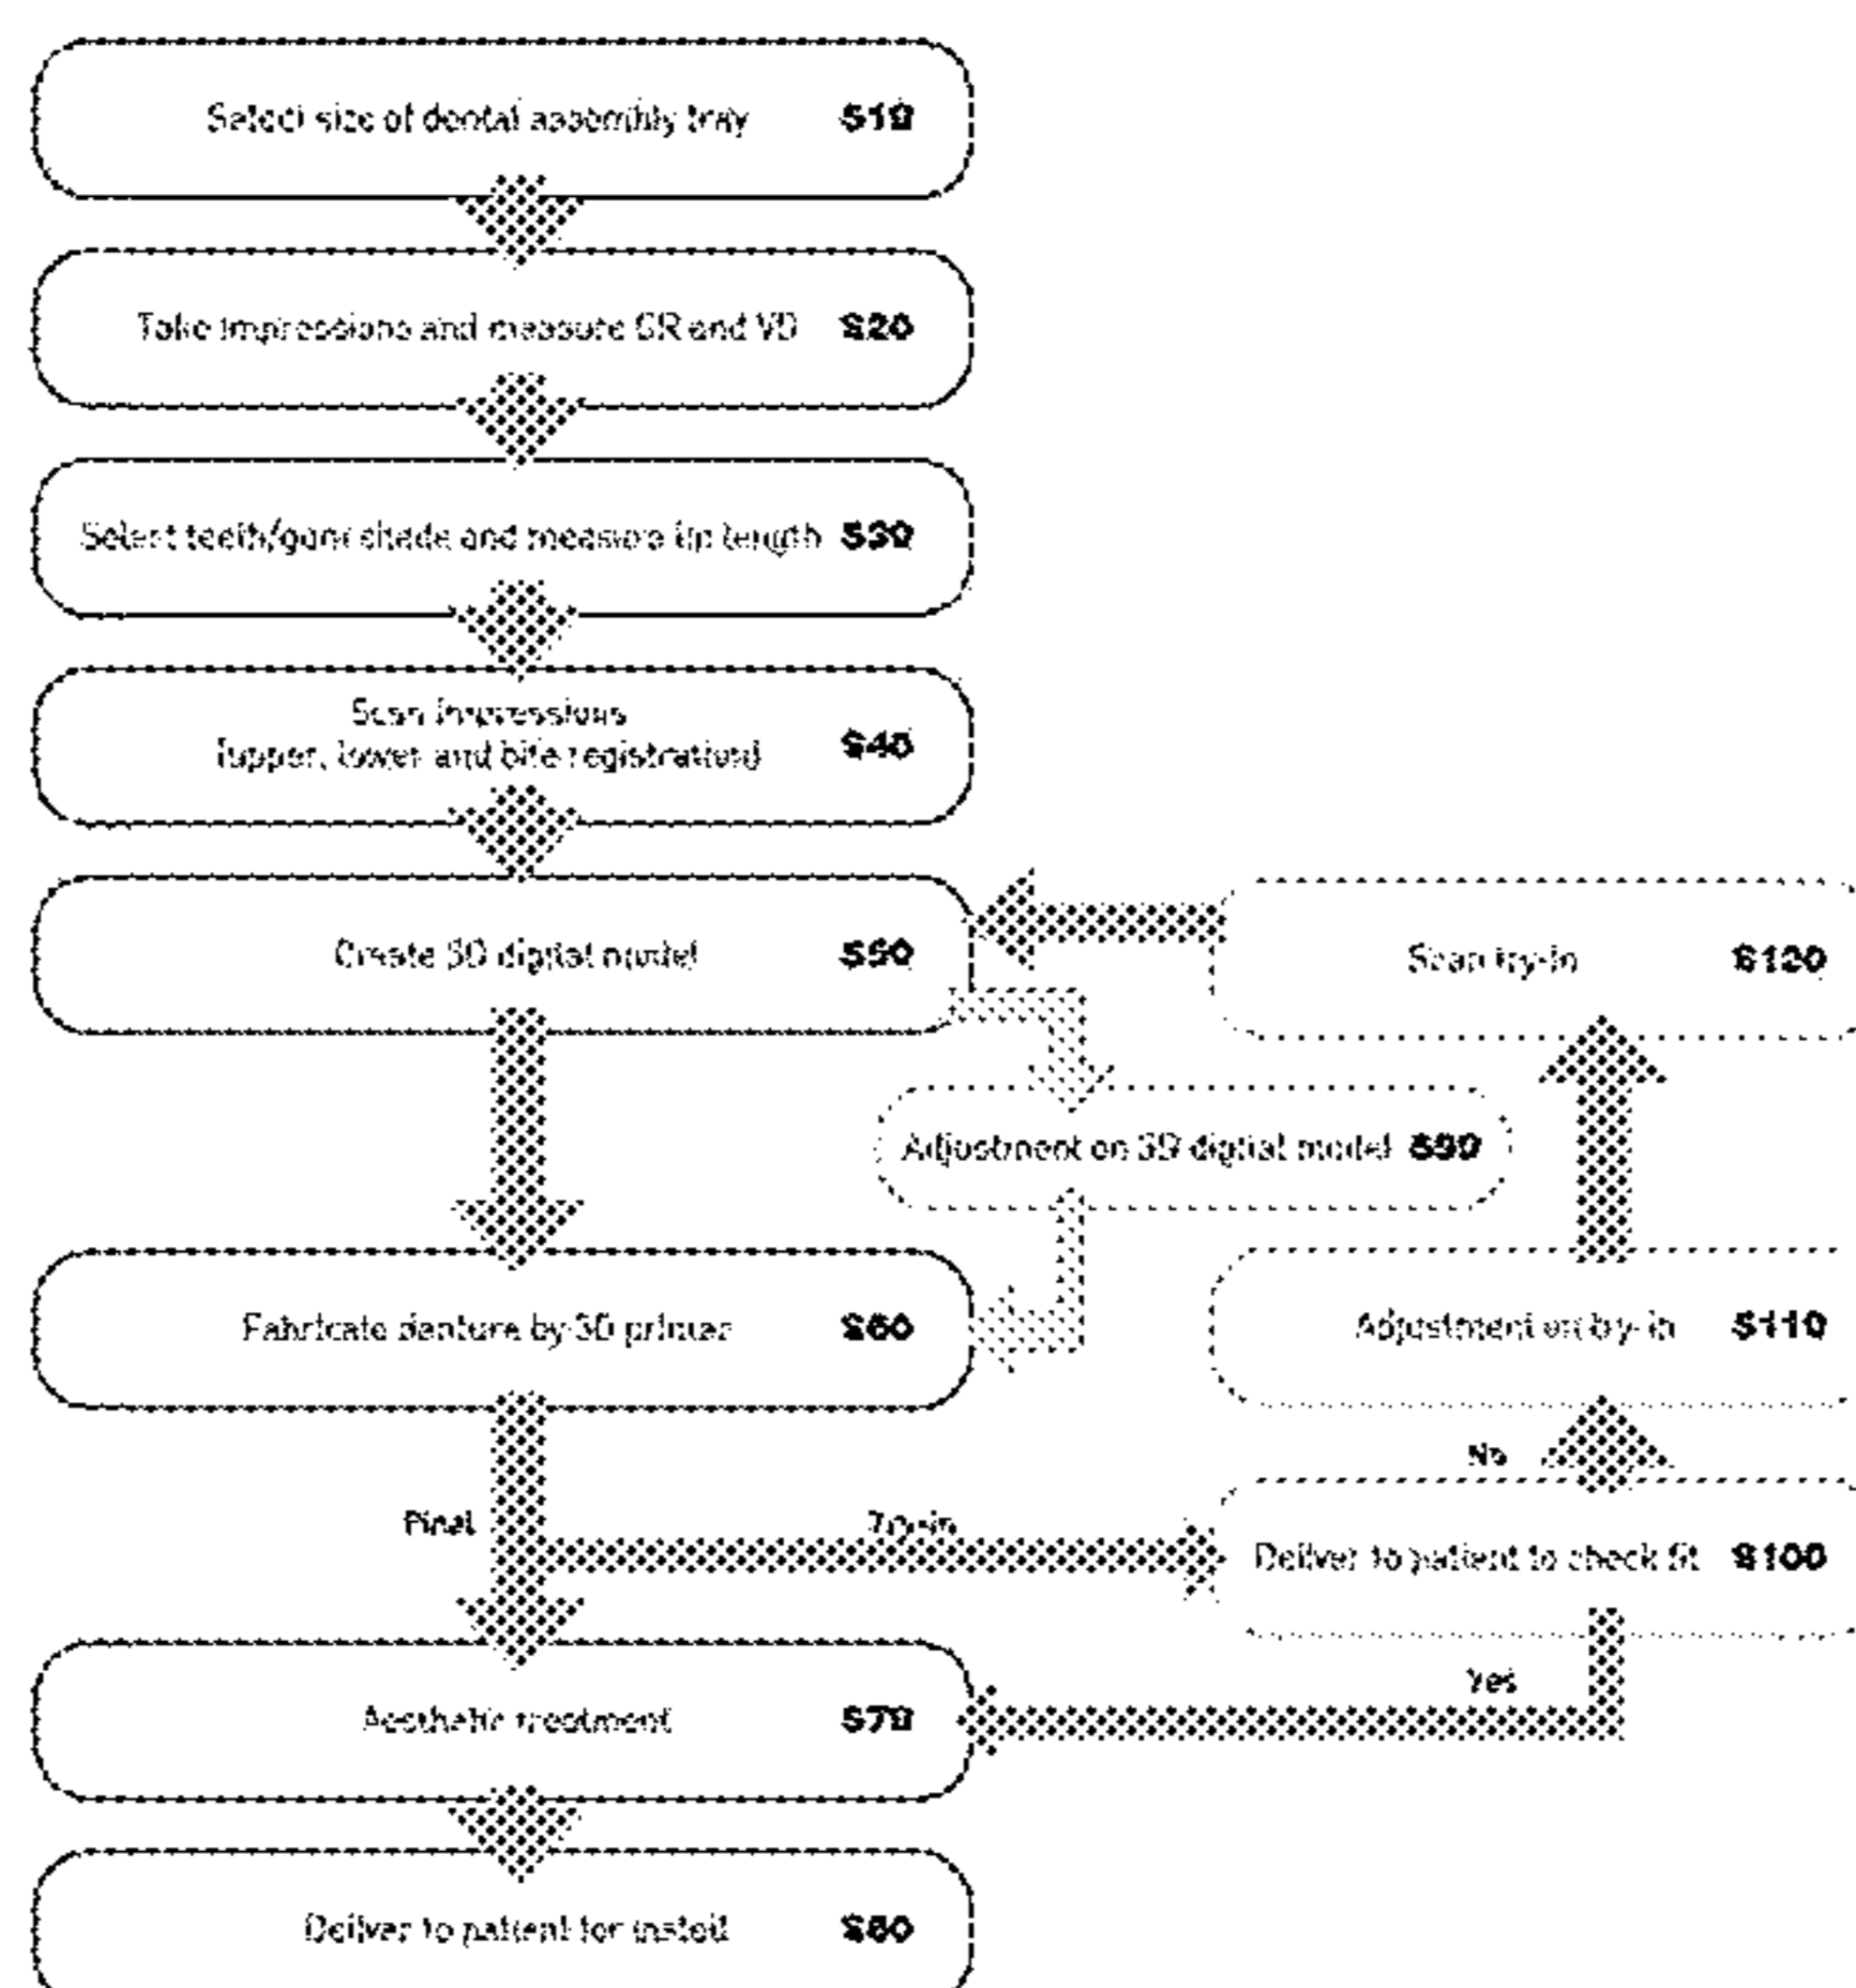 Select size of dental assembly tray S10
Take impressions and measure CR and VD S20
Select teeth/gum shade and measure lip length S30
Scan impressions
(upper, lower and bite registration) S40
Create 3D digital model S50
Scan try-in S120
Adjustment on 3D digital model S90
Fabricate denture by 3D printer S60
Adjustment on try-in S110
No
Final
Try-in
Deliver to patient to check fit S100
Yes
Aesthetic treatment S70
Deliver to patient for install S80